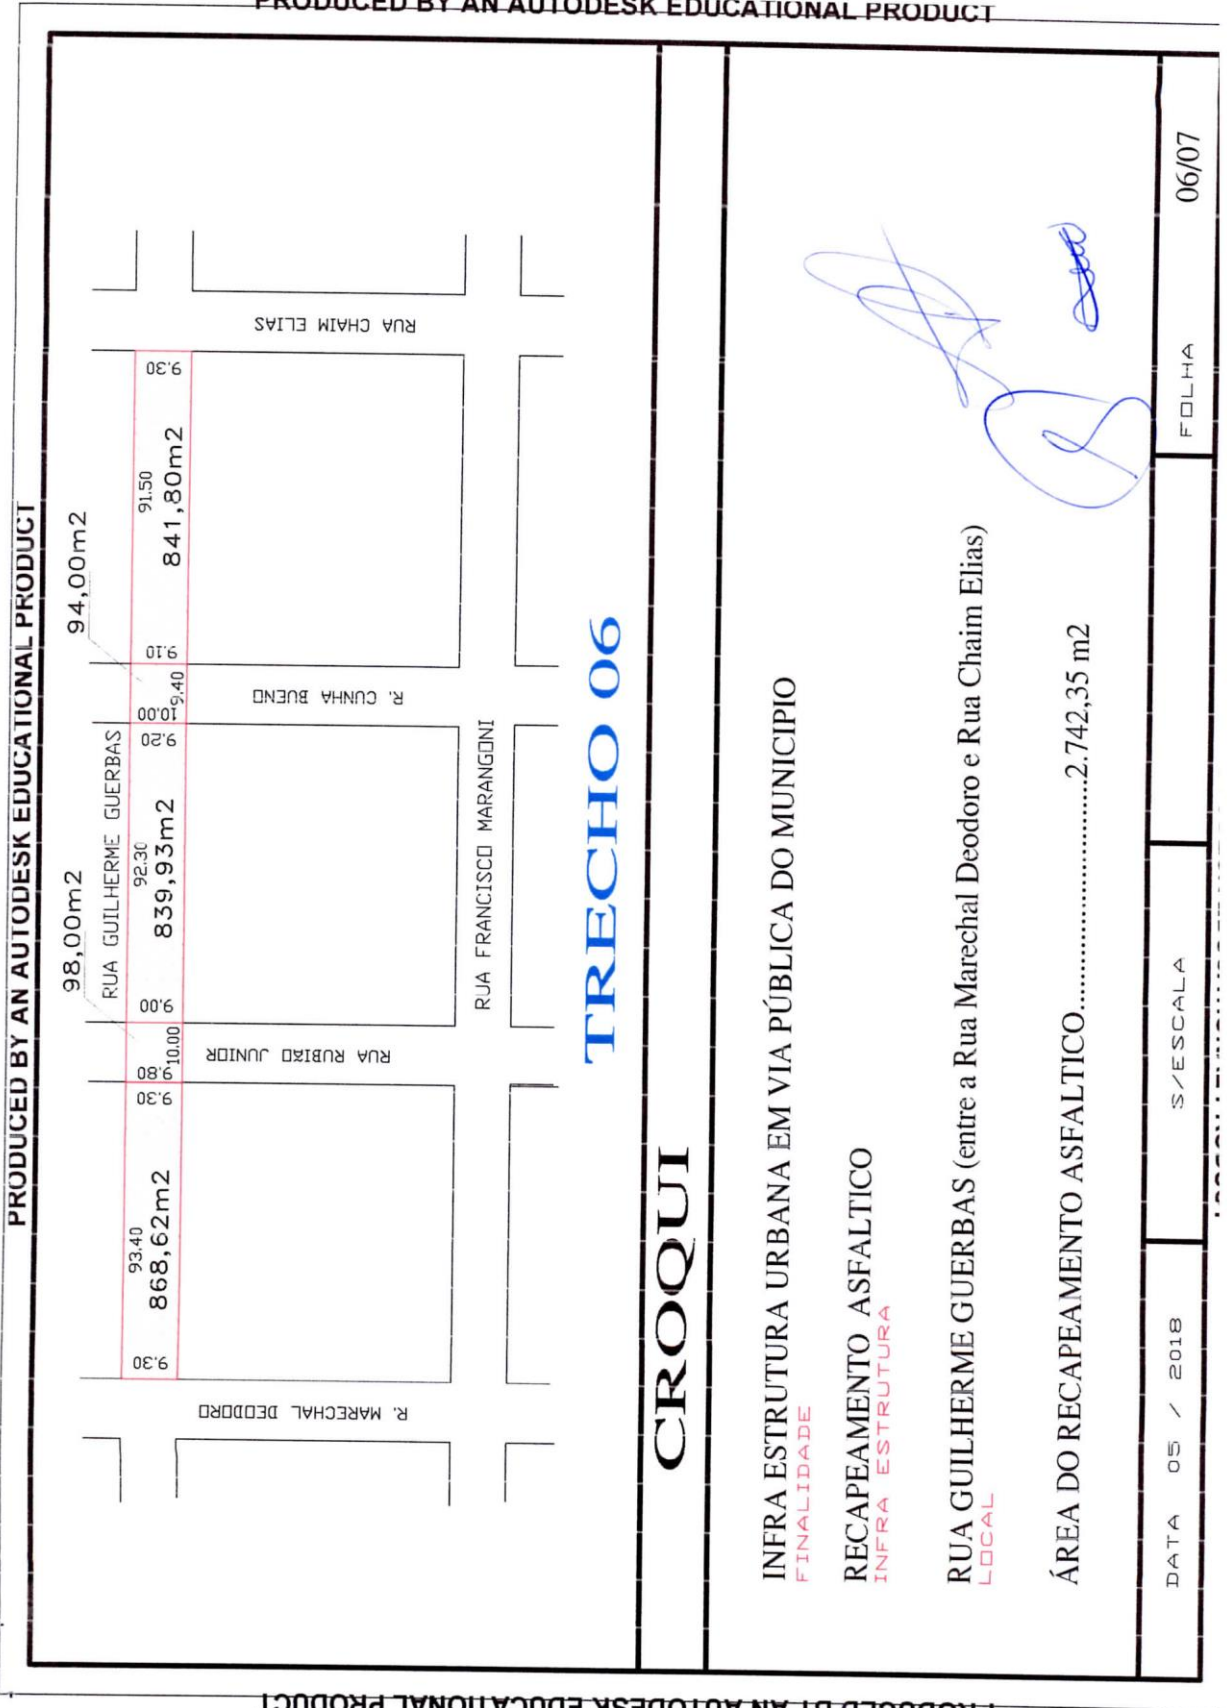 PRODUCED BY AN AUTODESK EDUCATIONAL PRODUCT
98,00m2
94,00m2
RUA GUILHERME GUERBAS
9.30
93.40
868,62m2
9.30
9.80
10.00
9.00
92.30
839,93m2
9.20
10.00
9.40
9.10
91.50
841,80m2
9.30
R. MARECHAL DEODORO
RUA RUBIAO JUNIOR
R. CUNHA BUENO
RUA CHAIM ELIAS
RUA FRANCISCO MARANGONI
TRECHO 06
CROQUI
INFRA ESTRUTURA URBANA EM VIA PÚBLICA DO MUNICIPIO
FINALIDADE
RECAPEAMENTO ASFALTICO
INFRA ESTRUTURA
RUA GUILHERME GUERBAS (entre a Rua Marechal Deodoro e Rua Chaim Elias)
LOCAL
ÁREA DO RECAPEAMENTO ASFALTICO.......................................2.742,35 m2
DATA 05 / 2018
S/ESCALA
FOLHA 06/07
PRODUCED BY AN AUTODESK EDUCATIONAL PRODUCT
PRODUCED BY AN AUTODESK EDUCATIONAL PRODUCT